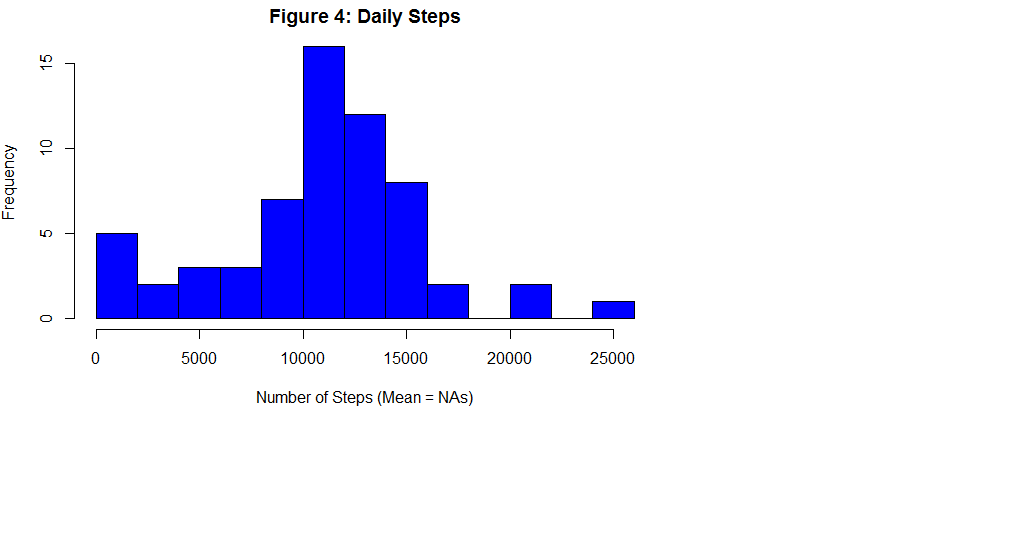 Figure 4: Daily Steps
Frequency
15
10
5
0
0 5000 10000 15000 20000 25000
Number of Steps (Mean = NAs)